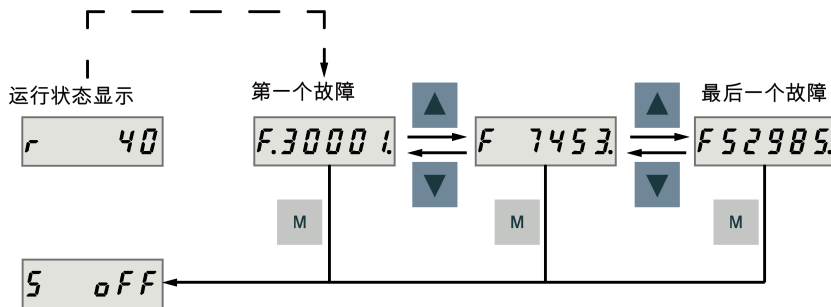 运行状态显示
第一个故障
最后一个故障
r 40
F.30001.
F 7453.
F52985.
M
M
M
S oFF